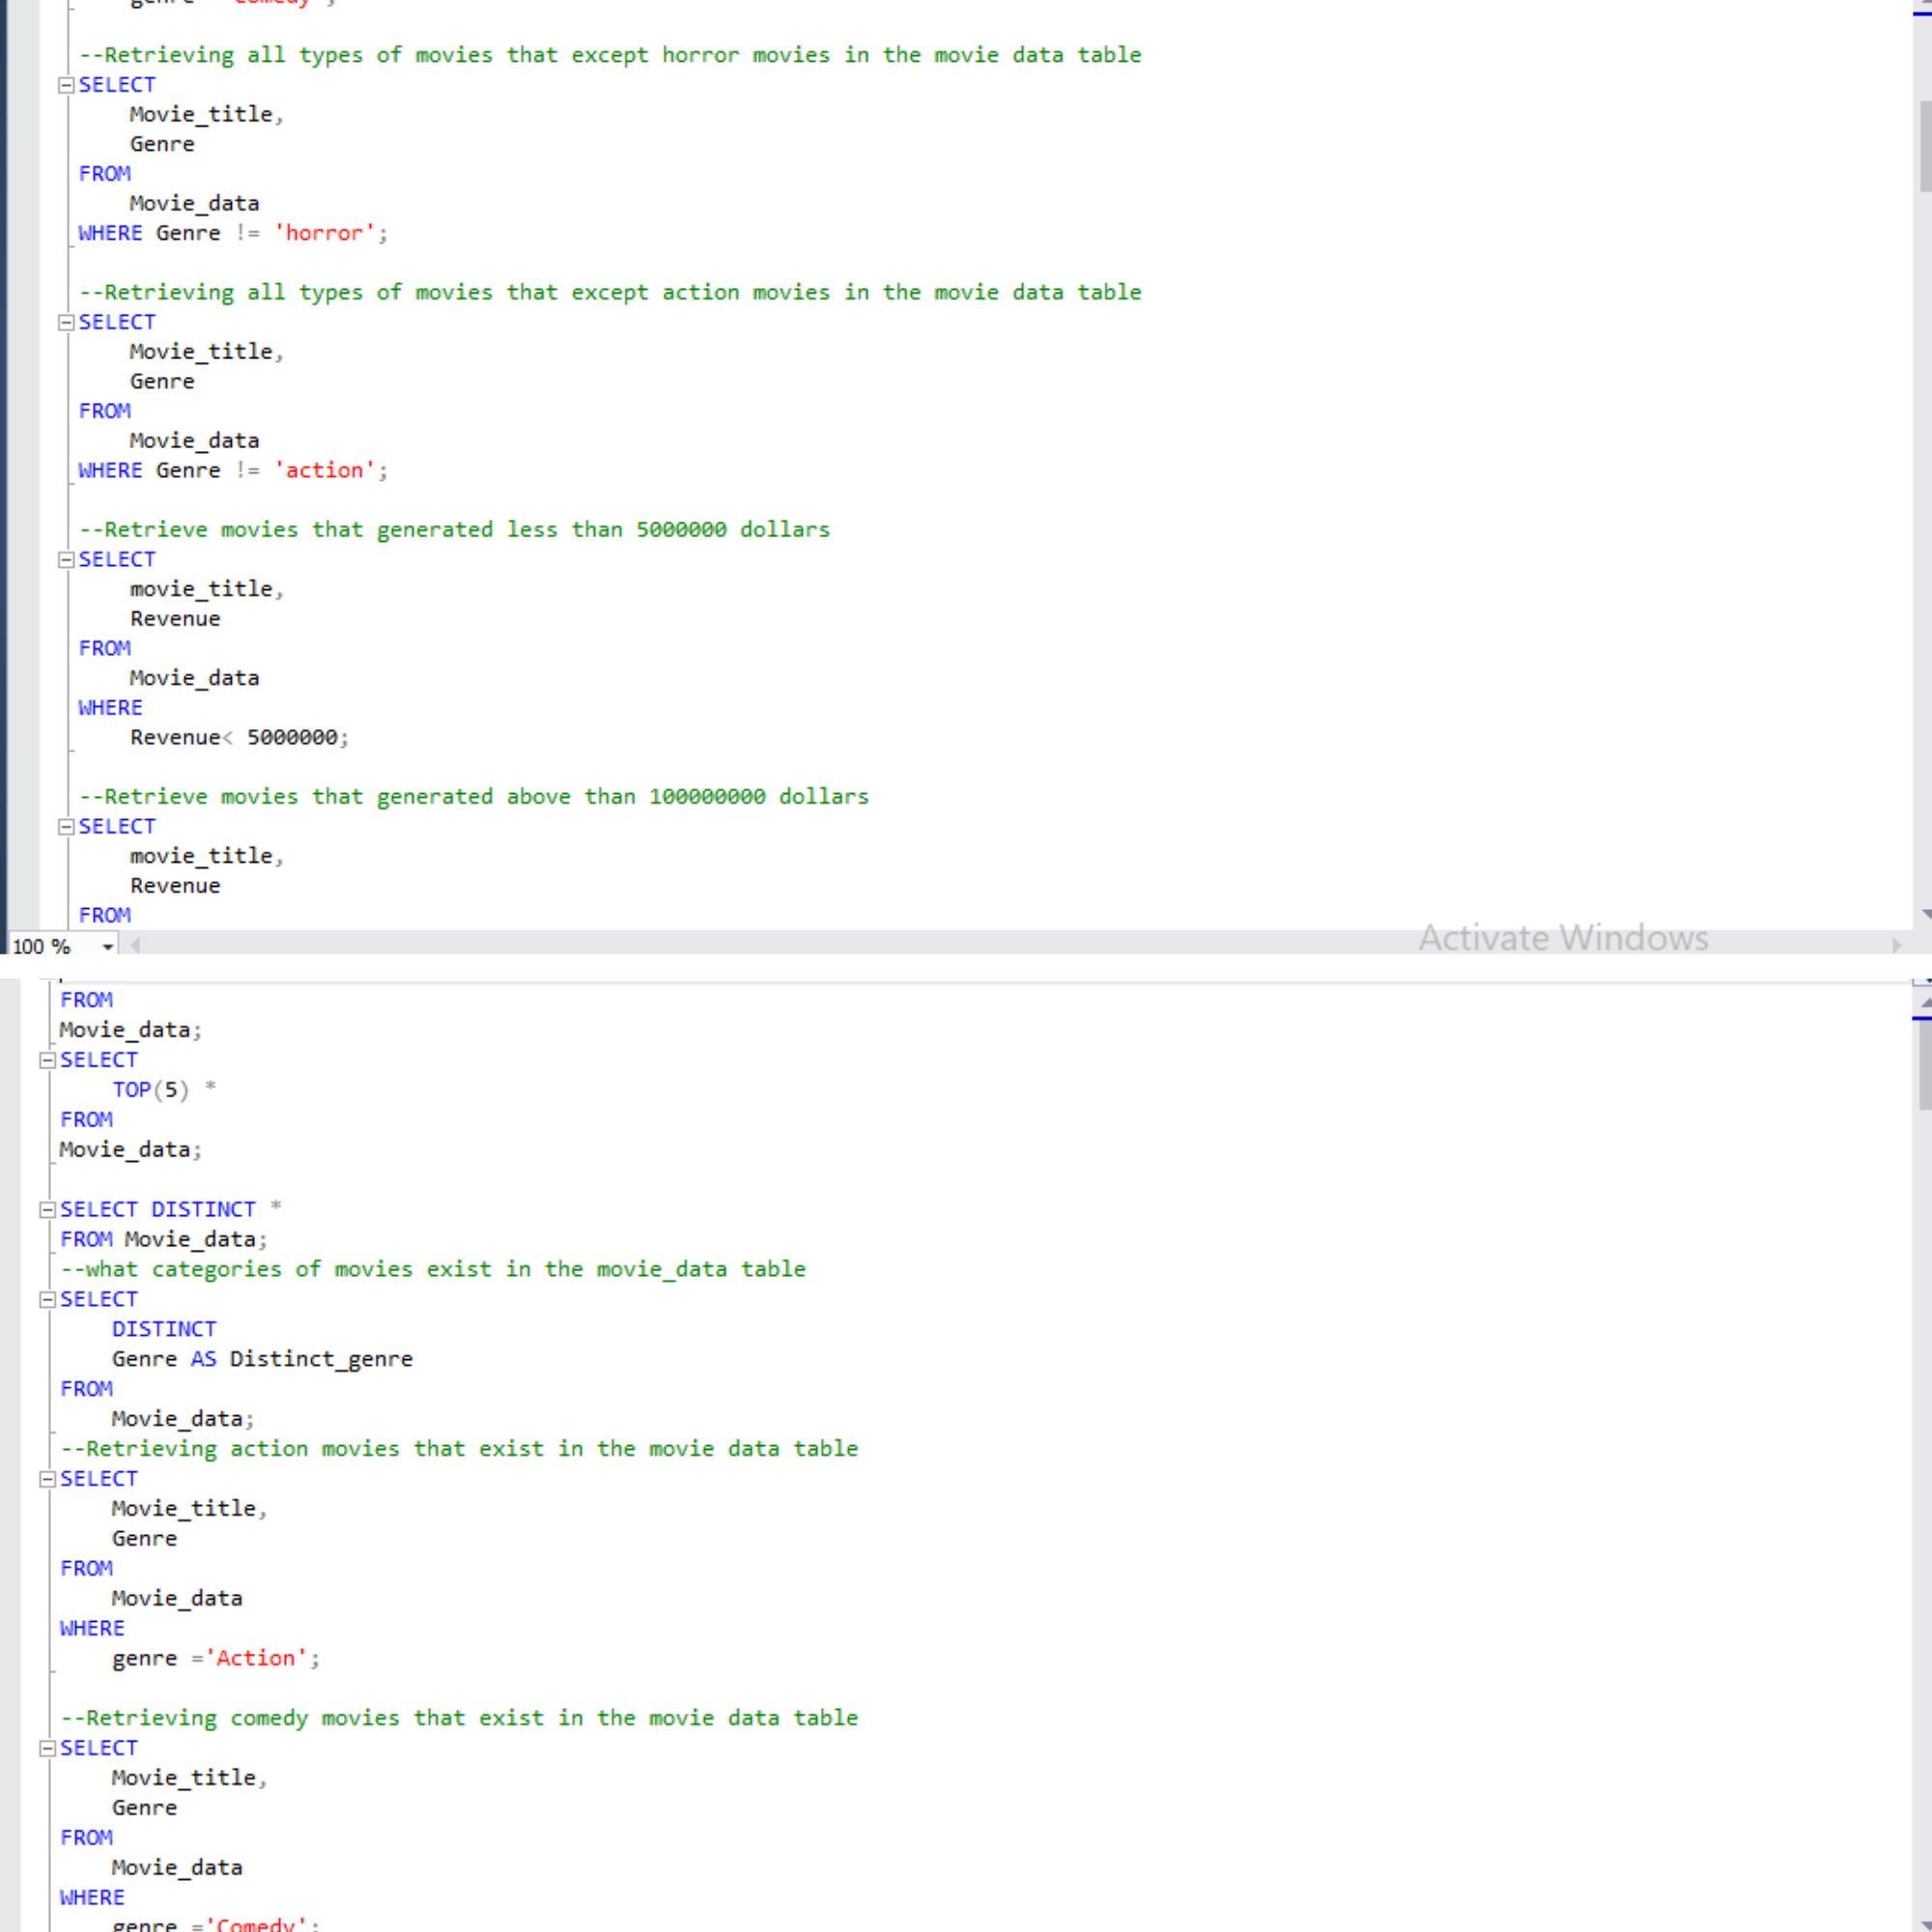 genre ='Comedy';
--Retrieving all types of movies that except horror movies in the movie data table
SELECT
Movie_title,
Genre
FROM
Movie_data
WHERE Genre != 'horror';
--Retrieving all types of movies that except action movies in the movie data table
SELECT
Movie_title,
Genre
FROM
Movie_data
WHERE Genre != 'action';
--Retrieve movies that generated less than 5000000 dollars
SELECT
movie_title,
Revenue
FROM
Movie_data
WHERE
Revenue< 5000000;
--Retrieve movies that generated above than 100000000 dollars
SELECT
movie_title,
Revenue
FROM
Activate Windows
100 %
FROM
Movie_data;
SELECT
TOP(5) *
FROM
Movie_data;
SELECT DISTINCT *
FROM Movie_data;
--what categories of movies exist in the movie_data table
SELECT
DISTINCT
Genre AS Distinct_genre
FROM
Movie_data;
--Retrieving action movies that exist in the movie data table
SELECT
Movie_title,
Genre
FROM
Movie_data
WHERE
genre ='Action';
--Retrieving comedy movies that exist in the movie data table
SELECT
Movie_title,
Genre
FROM
Movie_data
WHERE
genre ='Comedy';